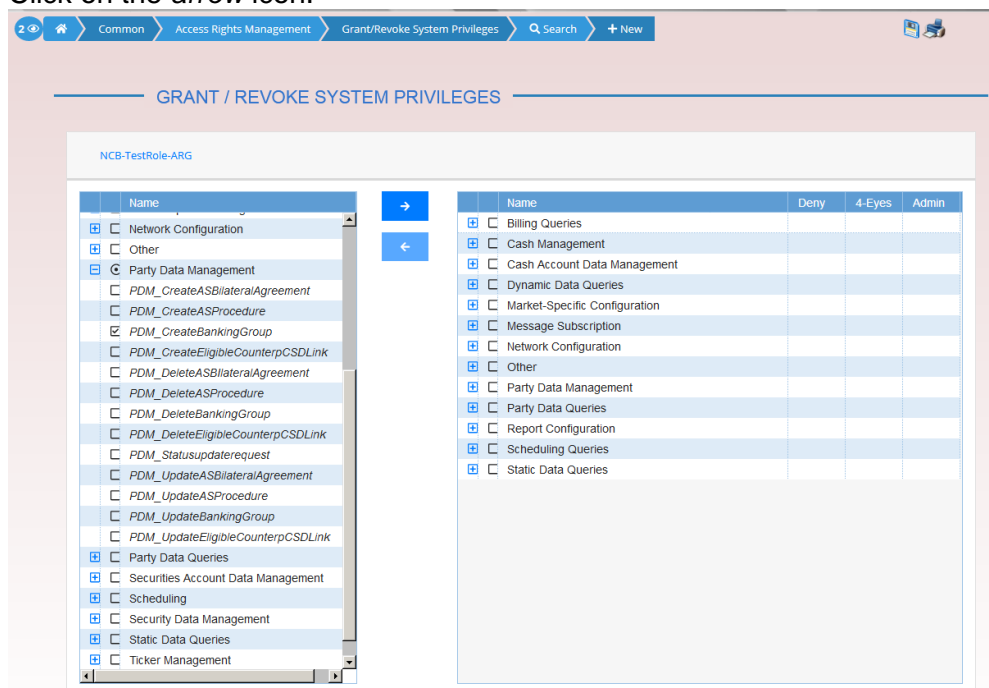 Click on the arrow icon.
2 Common Access Rights Management Grant/Revoke System Privileges Search + New
GRANT / REVOKE SYSTEM PRIVILEGES
NCB-TestRole-ARG
Name
Network Configuration
Other
Party Data Management
PDM_CreateASBilateralAgreement
PDM_CreateASProcedure
PDM_CreateBankingGroup
PDM_CreateEligibleCounterpCSDLink
PDM_DeleteASBIlateralAgreement
PDM_DeleteASProcedure
PDM_DeleteBankingGroup
PDM_DeleteEligibleCounterpCSDLink
PDM_Statusupdaterequest
PDM_UpdateASBilateralAgreement
PDM_UpdateASProcedure
PDM_UpdateBankingGroup
PDM_UpdateEligibleCounterpCSDLink
Party Data Queries
Securities Account Data Management
Scheduling
Security Data Management
Static Data Queries
Ticker Management
Name Deny 4-Eyes Admin
Billing Queries
Cash Management
Cash Account Data Management
Dynamic Data Queries
Market-Specific Configuration
Message Subscription
Network Configuration
Other
Party Data Management
Party Data Queries
Report Configuration
Scheduling Queries
Static Data Queries